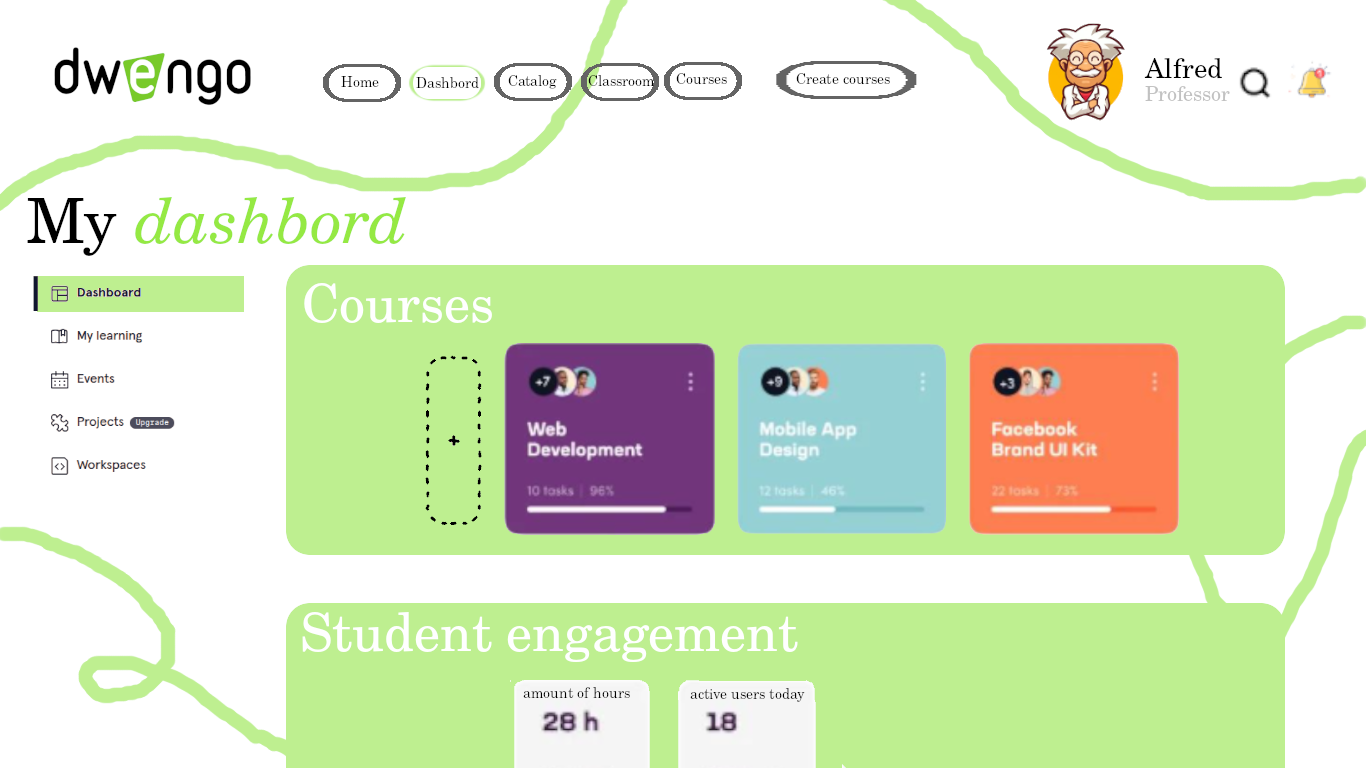 dwengo
Home
Dashbord
Catalog
Classroom
Courses
Create courses
Alfred
Professor
My dashbord
Dashboard
My learning
Events
Projects Upgrade
Workspaces
Courses
+
+7
Web
Development
10 tasks | 96%
+9
Mobile App
Design
12 tasks | 46%
+3
Facebook
Brand UI Kit
22 tasks | 73%
Student engagement
amount of hours
28 h
active users today
18